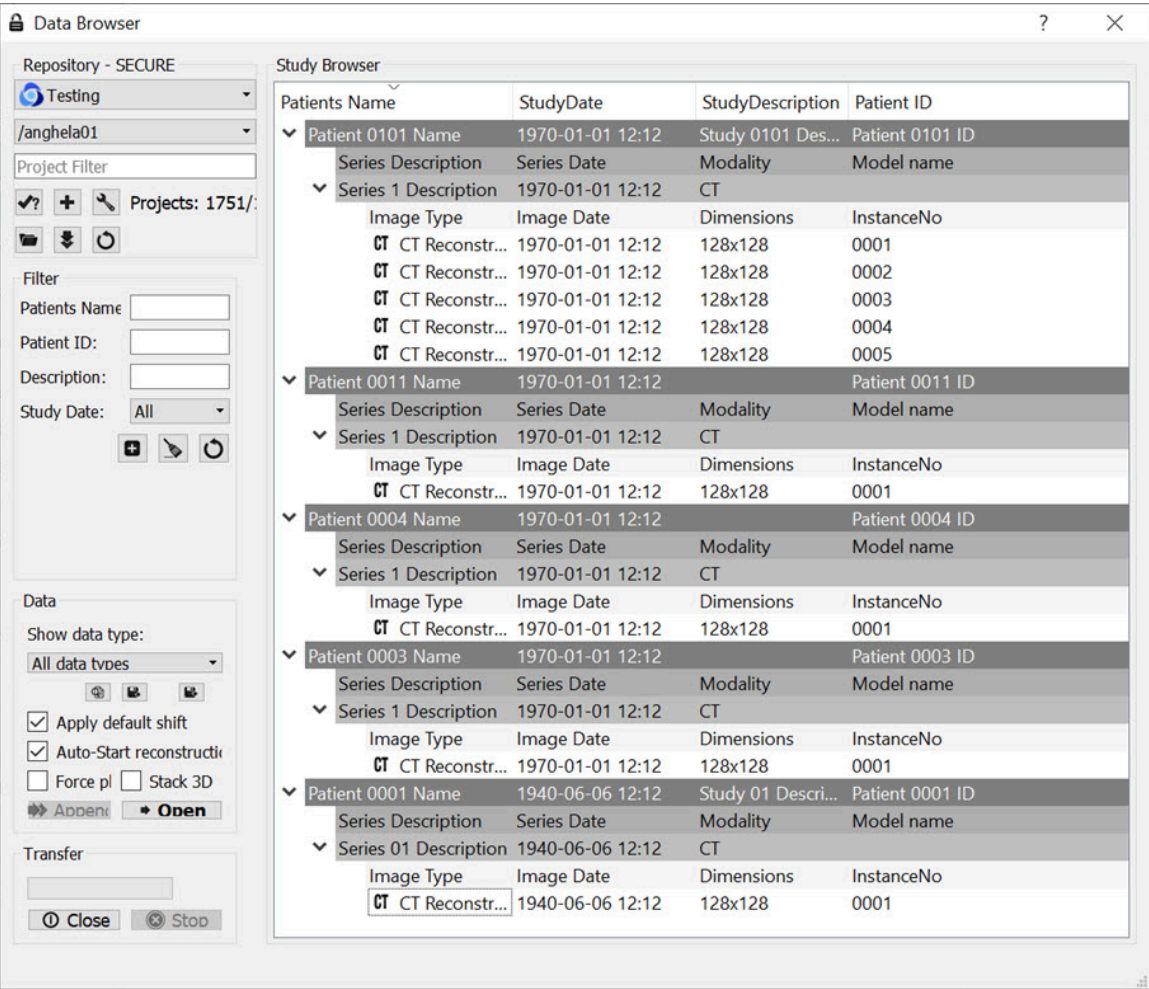 Data Browser
?
Repository - SECURE
Testing
/anghela01
Project Filter
Projects: 1751/
Filter
Patients Name
Patient ID:
Description:
Study Date: All
Data
Show data type:
All data types
Apply default shift
Auto-Start reconstructi
Force pl Stack 3D
Append Open
Transfer
Close Stop
Study Browser
Patients Name StudyDate StudyDescription Patient ID
Patient 0101 Name 1970-01-01 12:12 Study 0101 Des... Patient 0101 ID
Series Description Series Date Modality Model name
Series 1 Description 1970-01-01 12:12 CT
Image Type Image Date Dimensions InstanceNo
CT CT Reconstr... 1970-01-01 12:12 128x128 0001
CT CT Reconstr... 1970-01-01 12:12 128x128 0002
CT CT Reconstr... 1970-01-01 12:12 128x128 0003
CT CT Reconstr... 1970-01-01 12:12 128x128 0004
CT CT Reconstr... 1970-01-01 12:12 128x128 0005
Patient 0011 Name 1970-01-01 12:12 Patient 0011 ID
Series Description Series Date Modality Model name
Series 1 Description 1970-01-01 12:12 CT
Image Type Image Date Dimensions InstanceNo
CT CT Reconstr... 1970-01-01 12:12 128x128 0001
Patient 0004 Name 1970-01-01 12:12 Patient 0004 ID
Series Description Series Date Modality Model name
Series 1 Description 1970-01-01 12:12 CT
Image Type Image Date Dimensions InstanceNo
CT CT Reconstr... 1970-01-01 12:12 128x128 0001
Patient 0003 Name 1970-01-01 12:12 Patient 0003 ID
Series Description Series Date Modality Model name
Series 1 Description 1970-01-01 12:12 CT
Image Type Image Date Dimensions InstanceNo
CT CT Reconstr... 1970-01-01 12:12 128x128 0001
Patient 0001 Name 1940-06-06 12:12 Study 01 Descri... Patient 0001 ID
Series Description Series Date Modality Model name
Series 01 Description 1940-06-06 12:12 CT
Image Type Image Date Dimensions InstanceNo
CT CT Reconstr... 1940-06-06 12:12 128x128 0001